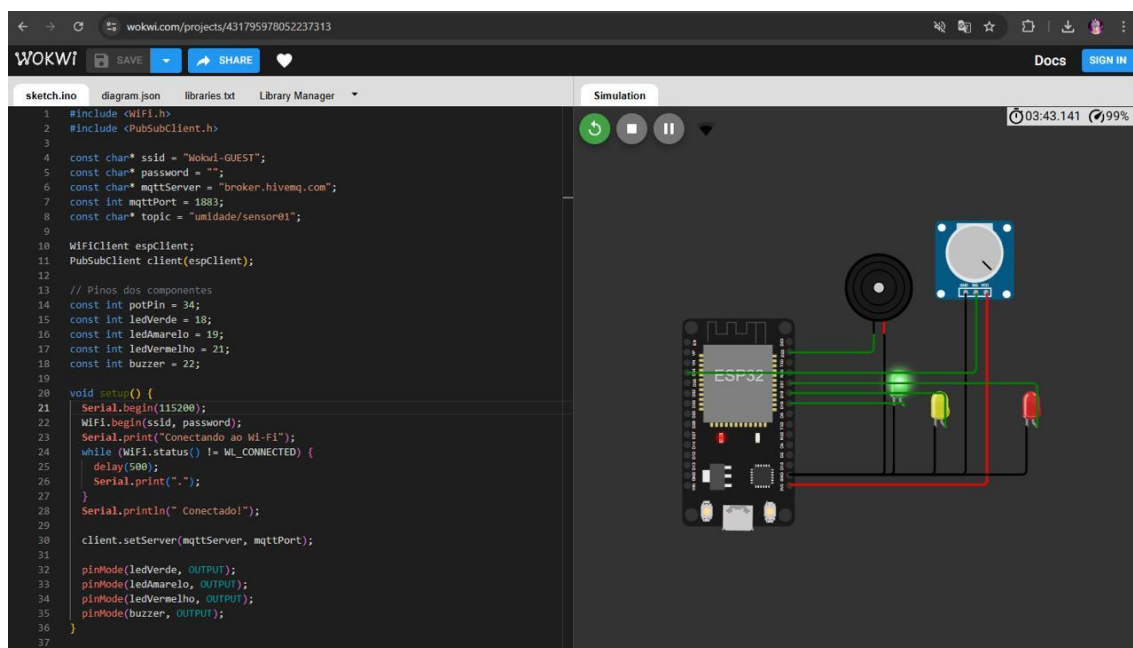 wokwi.com/projects/431795978052237313
WOKWI SAVE SHARE Docs SIGN IN
sketch.ino diagram.json libraries.txt Library Manager Simulation
03:43.141 99%
1 #include <WiFi.h>
2 #include <PubSubClient.h>
3
4 const char* ssid = "Wokwi-GUEST";
5 const char* password = "";
6 const char* mqttServer = "broker.hivemq.com";
7 const int mqttPort = 1883;
8 const char* topic = "umidade/sensor01";
9
10 WiFiClient espClient;
11 PubSubClient client(espClient);
12
13 // Pinos dos componentes
14 const int potPin = 34;
15 const int ledVerde = 18;
16 const int ledAmarelo = 19;
17 const int ledVermelho = 21;
18 const int buzzer = 22;
19
20 void setup() {
21 Serial.begin(115200);
22 WiFi.begin(ssid, password);
23 Serial.print("Conectando ao Wi-Fi");
24 while (WiFi.status() != WL_CONNECTED) {
25 delay(500);
26 Serial.print(".");
27 }
28 Serial.println(" Conectado!");
29
30 client.setServer(mqttServer, mqttPort);
31
32 pinMode(ledVerde, OUTPUT);
33 pinMode(ledAmarelo, OUTPUT);
34 pinMode(ledVermelho, OUTPUT);
35 pinMode(buzzer, OUTPUT);
36 }
37
GND SIG VCC
ESP32